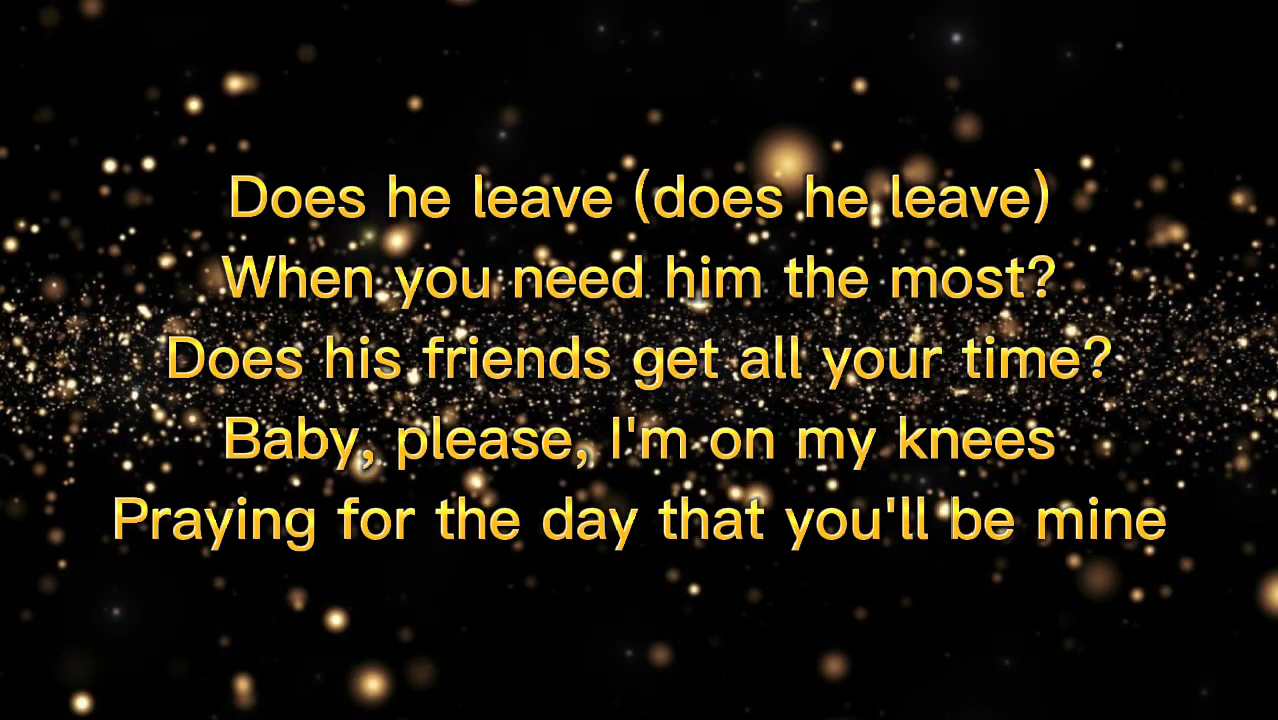 Does he leave (does he leave)
When you need him the most?
Does his friends get all your time?
Baby, please, I'm on my knees
Praying for the day that you'll be mine